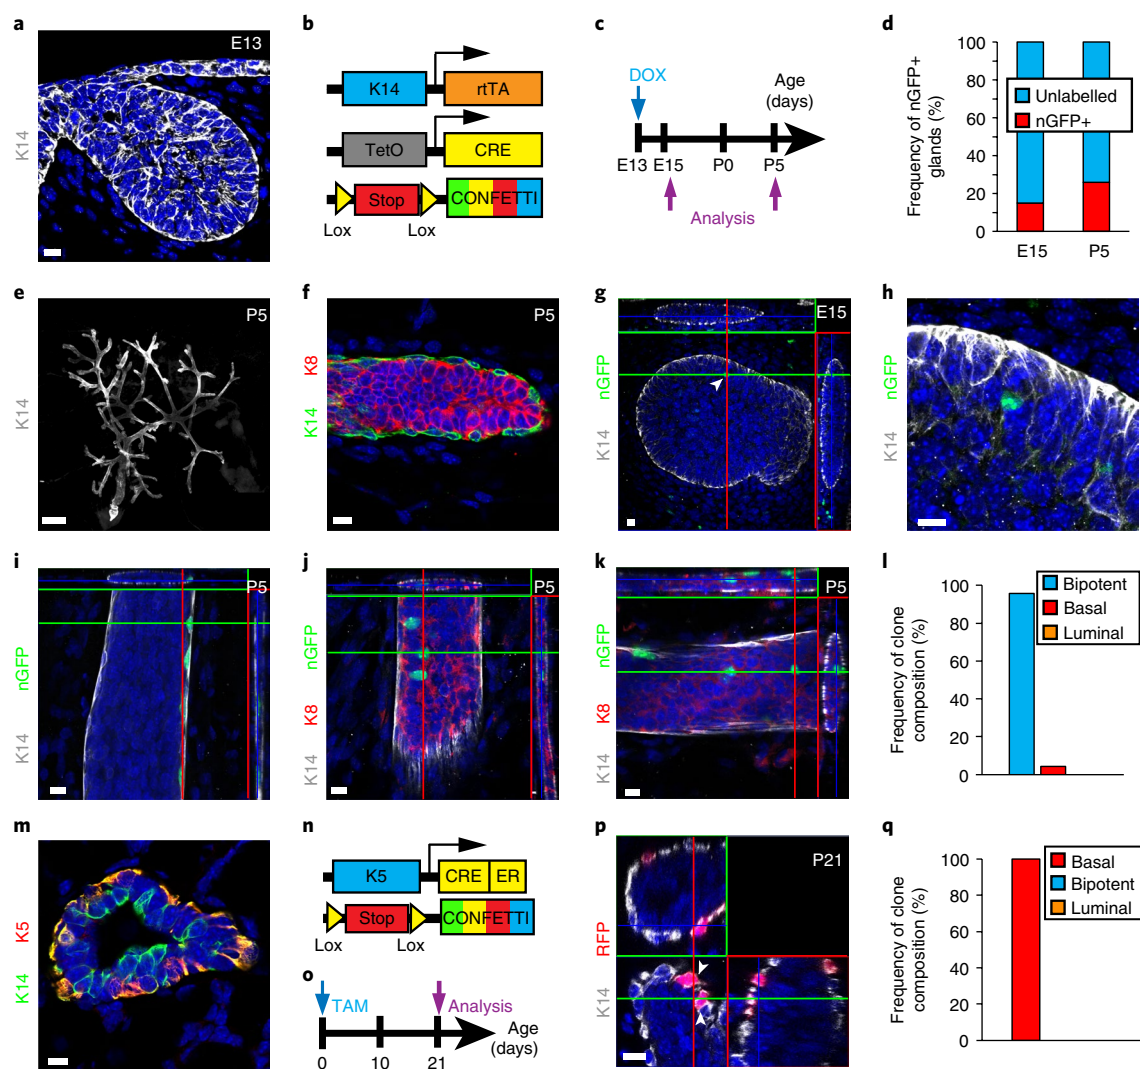 a
E13
K14
b
K14
rtTA
TetO
CRE
Stop
CONFETTI
Lox
Lox
c
DOX
Age
(days)
E13
E15
P0
P5
Analysis
d
Frequency of nGFP+
glands (%)
100
80
60
40
20
0
Unlabelled
nGFP+
E15
P5
e
P5
K14
f
P5
K14
K8
g
E15
K14
nGFP
h
K14
nGFP
i
P5
K14
nGFP
j
P5
K14
K8
nGFP
k
P5
K14
K8
nGFP
l
Frequency of clone
composition (%)
100
80
60
40
20
0
Bipotent
Basal
Luminal
m
K14
K5
n
K5
CRE
ER
Stop
CONFETTI
Lox
Lox
o
TAM
Analysis
Age
(days)
0
10
21
p
P21
K14
RFP
q
Frequency of clone
composition (%)
100
80
60
40
20
0
Basal
Bipotent
Luminal